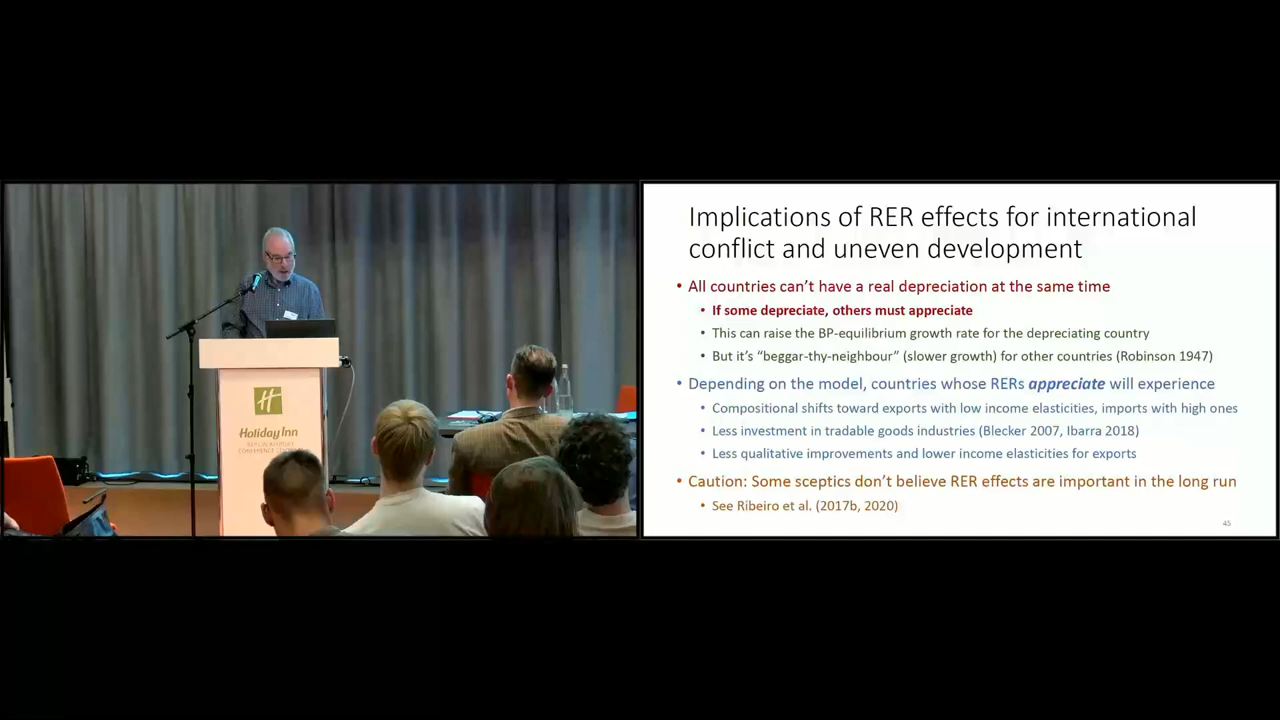 Holiday Inn
Implications of RER effects for international
conflict and uneven development
• All countries can’t have a real depreciation at the same time
• If some depreciate, others must appreciate
• This can raise the BP-equilibrium growth rate for the depreciating country
• But it’s “beggar-thy-neighbour” (slower growth) for other countries (Robinson 1947)
• Depending on the model, countries whose RERs appreciate will experience
• Compositional shifts toward exports with low income elasticities, imports with high ones
• Less investment in tradable goods industries (Blecker 2007, Ibarra 2018)
• Less qualitative improvements and lower income elasticities for exports
• Caution: Some sceptics don’t believe RER effects are important in the long run
• See Ribeiro et al. (2017b, 2020)
45